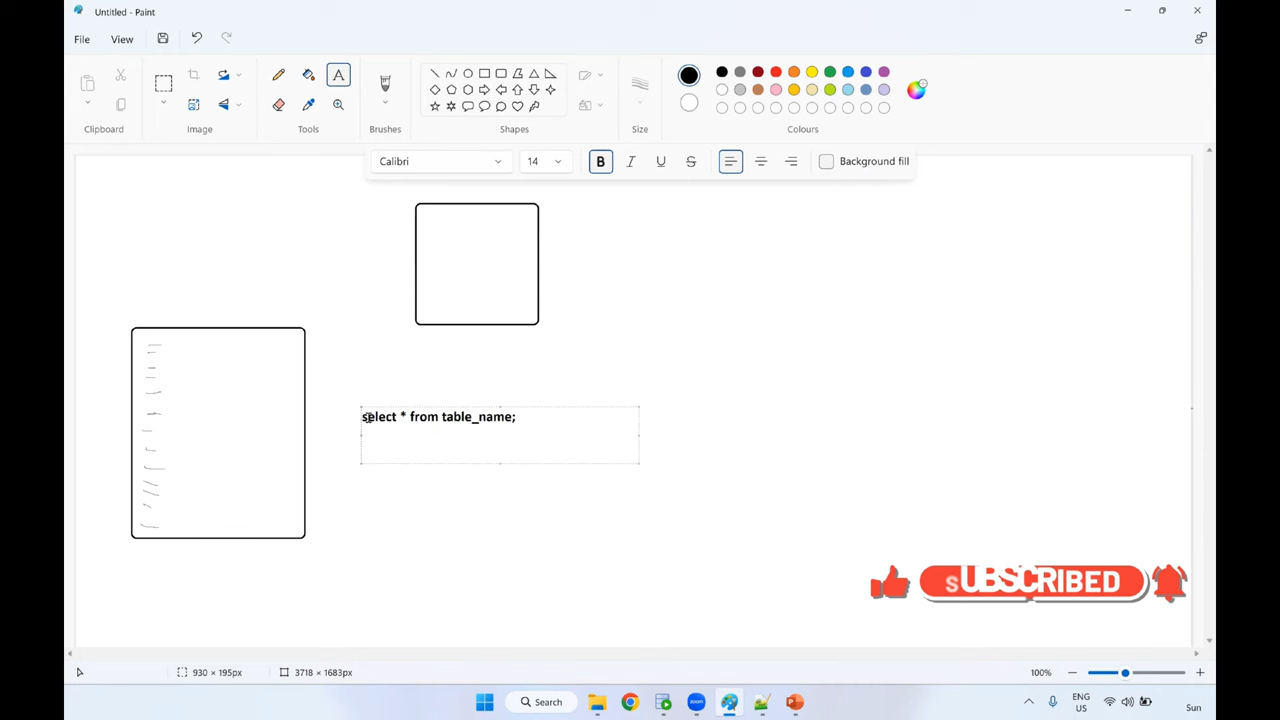 Untitled - Paint
File
View
Clipboard
Image
Tools
Brushes
Shapes
Size
Colours
Calibri
14
B
I
U
S
Background fill
select * from table_name;
SUBSCRIBED
930 × 195px
3718 × 1683px
100%
Search
ENG
US
Sun